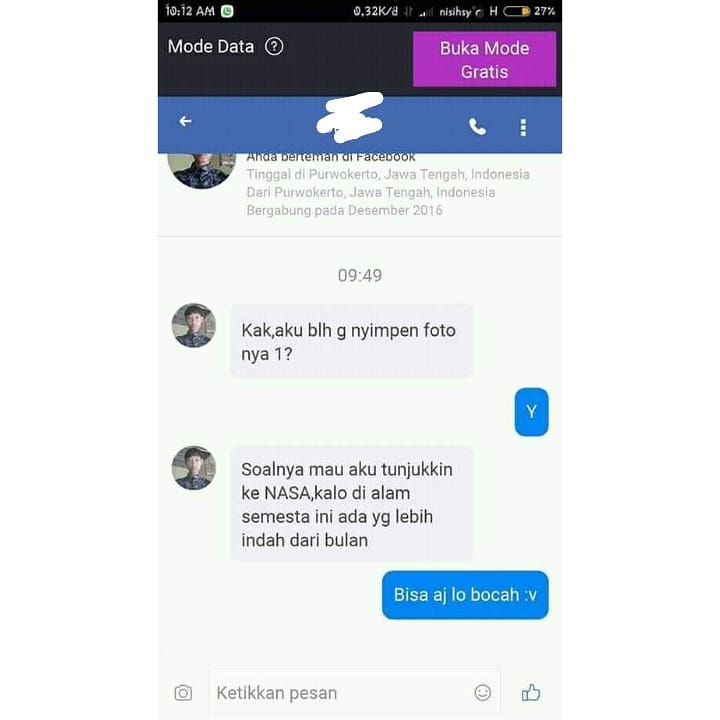 10:12 AM 0,32K/d nisihsy H 27%
Mode Data ?
Buka Mode
Gratis
Anda berteman di Facebook
Tinggal di Purwokerto, Jawa Tengah, Indonesia
Dari Purwokerto, Jawa Tengah, Indonesia
Bergabung pada Desember 2016
09:49
Kak,aku blh g nyimpen foto
nya 1?
Y
Soalnya mau aku tunjukkin
ke NASA,kalo di alam
semesta ini ada yg lebih
indah dari bulan
Bisa aj lo bocah :v
Ketikkan pesan